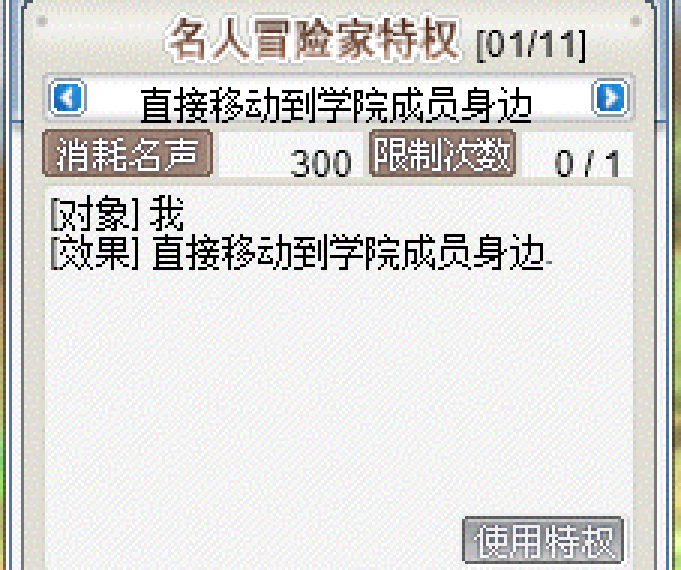 名人冒险家特权 [01/11]
直接移动到学院成员身边
消耗名声 300 限制次数 0 / 1
[对象] 我
[效果] 直接移动到学院成员身边.
使用特权